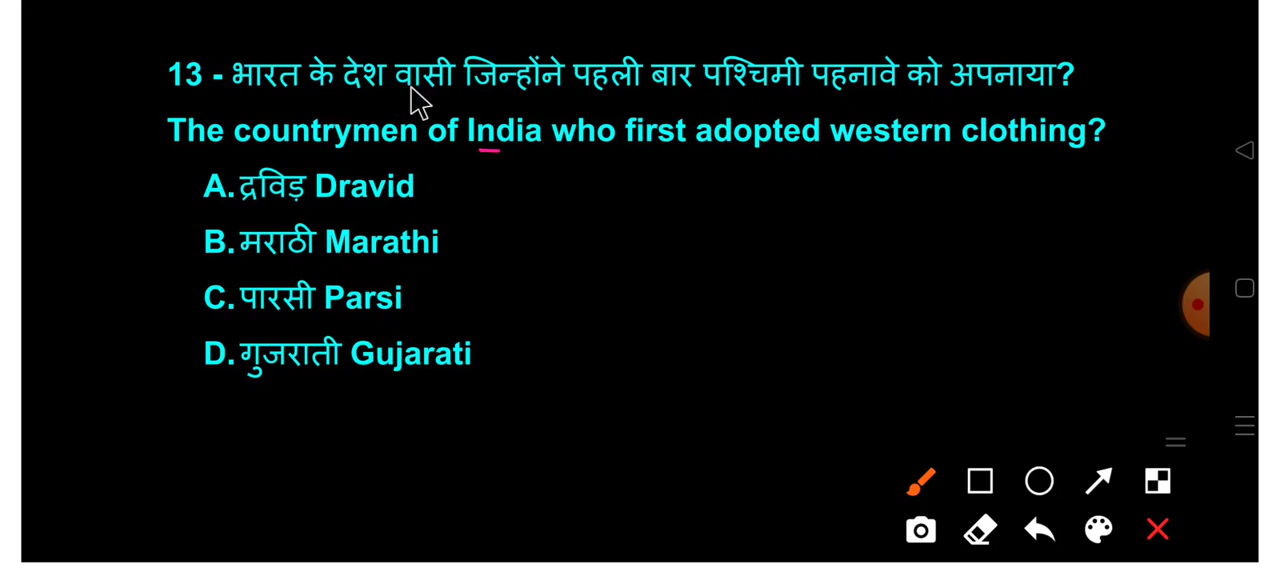 13 - भारत के देश वासी जिन्होंने पहली बार पश्चिमी पहनावे को अपनाया?
The countrymen of India who first adopted western clothing?
A. द्रविड़ Dravid
B. मराठी Marathi
C. पारसी Parsi
D. गुजराती Gujarati